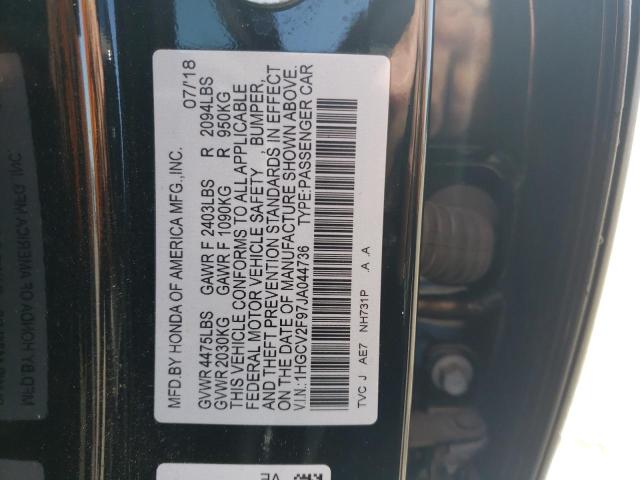 MFD.BY HONDA OF AMERICA MFG.,INC. 07/'18
GVWR 4475LBS GAWR F 2403LBS R 2094LBS
GVWR 2030KG GAWR F 1090KG R 950KG
THIS VEHICLE CONFORMS TO ALL APPLICABLE
FEDERAL MOTOR VEHICLE SAFETY , BUMPER,
AND THEFT PREVENTION STANDARDS IN EFFECT
ON THE DATE OF MANUFACTURE SHOWN ABOVE.
V.I.N.: 1HGCV2F97JA044736 TYPE:PASSENGER CAR
TVC J AE7 NH731P .A .A